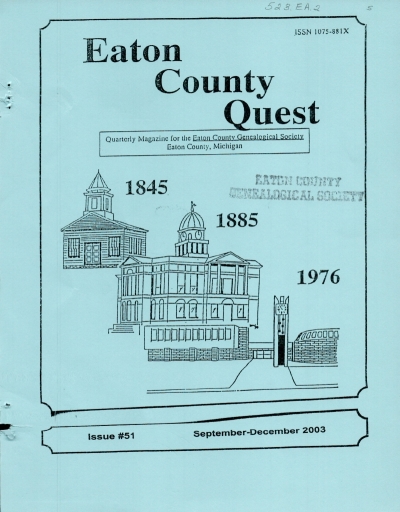 528 EA2
5
ISSN 1075-881X
Eaton
County
Quest
Quarterly Magazine for the Eaton County Genealogical Society
Eaton County, Michigan
EATON COUNTY
GENEALOGICAL SOCIETY
1845
1885
1976
Issue #51
September-December 2003